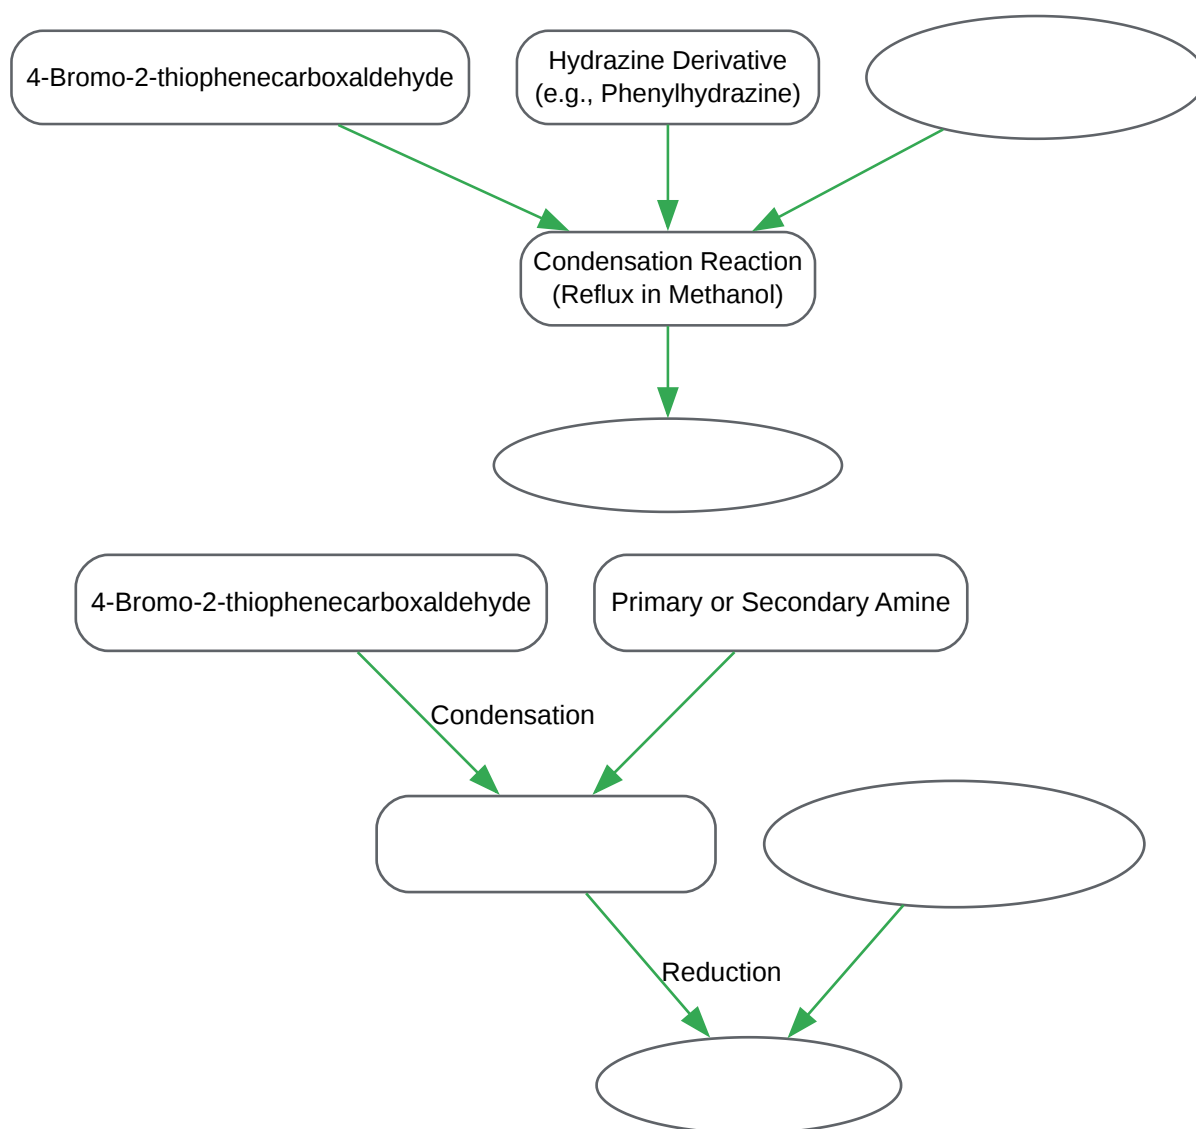 4-Bromo-2-thiophenecarboxaldehyde
Hydrazine Derivative
(e.g., Phenylhydrazine)
Condensation Reaction
(Reflux in Methanol)
4-Bromo-2-thiophenecarboxaldehyde
Primary or Secondary Amine
Condensation
Reduction